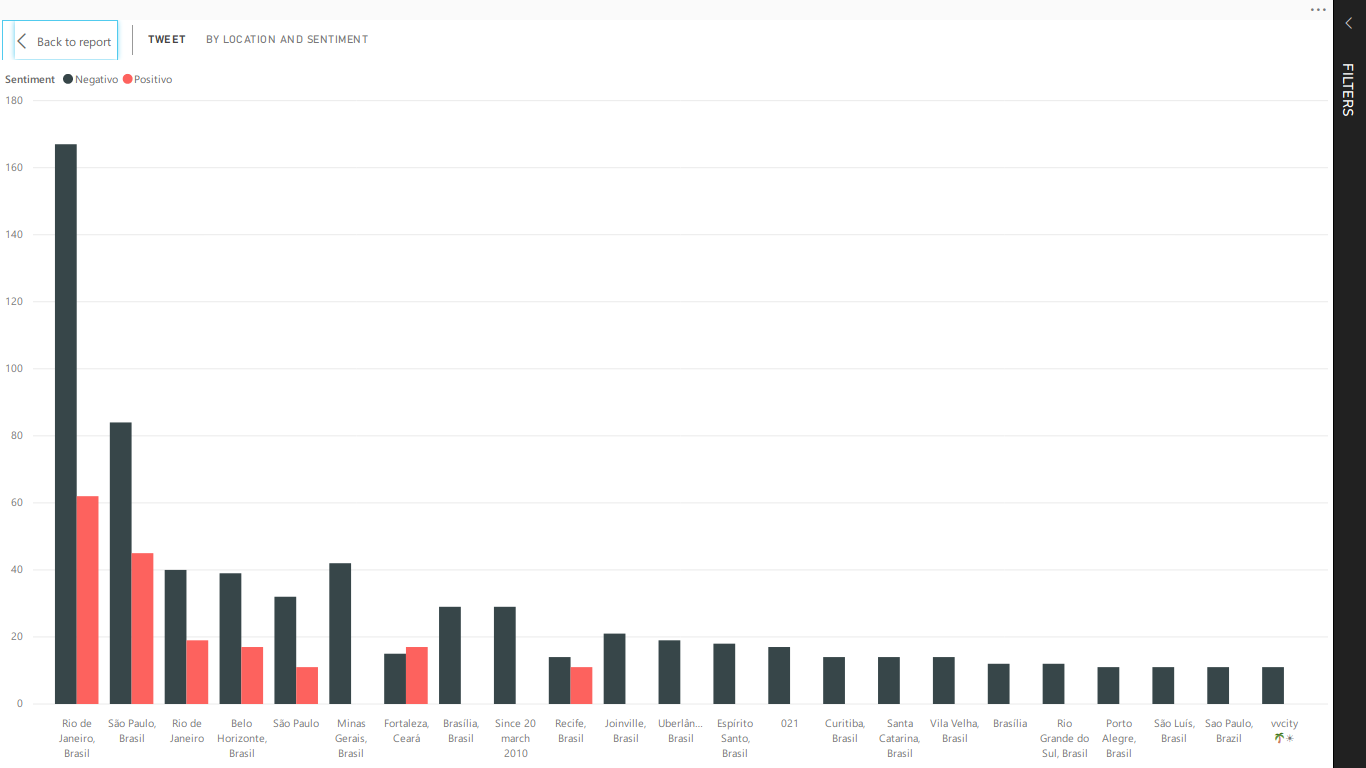 Back to report
TWEET
BY LOCATION AND SENTIMENT
Sentiment
Negativo
Positivo
180
160
140
120
100
80
60
40
20
0
Rio de
Janeiro,
Brasil
São Paulo,
Brasil
Rio de
Janeiro
Belo
Horizonte,
Brasil
São Paulo
Minas
Gerais,
Brasil
Fortaleza,
Ceará
Brasília,
Brasil
Since 20
march
2010
Recife,
Brasil
Joinville,
Brasil
Uberlân...
Brasil
Espírito
Santo,
Brasil
021
Curitiba,
Brasil
Santa
Catarina,
Brasil
Vila Velha,
Brasil
Brasília
Rio
Grande do
Sul, Brasil
Porto
Alegre,
Brasil
São Luís,
Brasil
Sao Paulo,
Brazil
vvcity
🌴☀
FILTERS